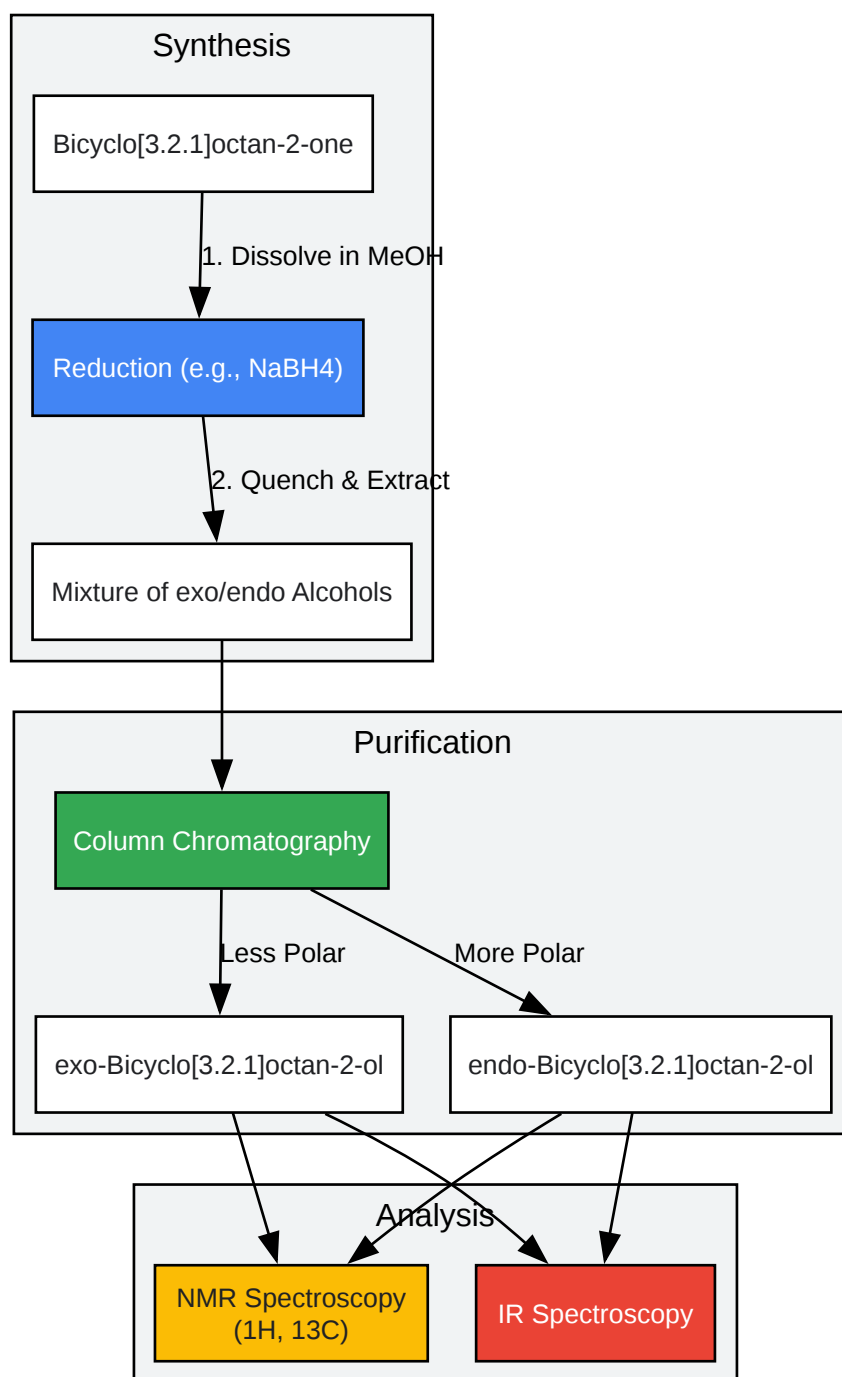 Synthesis
Bicyclo[3.2.1]octan-2-one
1. Dissolve in MeOH
Reduction (e.g., NaBH4)
2. Quench & Extract
Mixture of exo/endo Alcohols
Purification
Column Chromatography
Less Polar
More Polar
exo-Bicyclo[3.2.1]octan-2-ol
endo-Bicyclo[3.2.1]octan-2-ol
Analysis
NMR Spectroscopy
(1H, 13C)
IR Spectroscopy